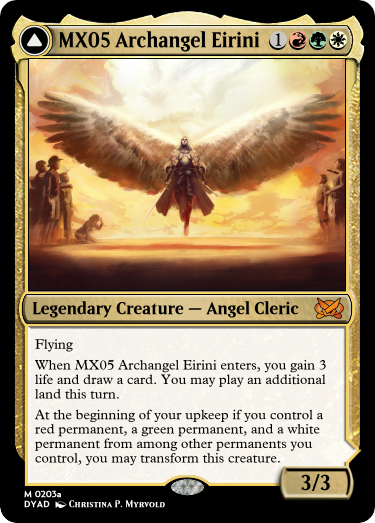 MX05 Archangel Eirini 1
Legendary Creature — Angel Cleric
Flying
When MX05 Archangel Eirini enters, you gain 3
life and draw a card. You may play an additional
land this turn.
At the beginning of your upkeep if you control a
red permanent, a green permanent, and a white
permanent from among other permanents you
control, you may transform this creature.
3/3
M 0203a
DYAD Christina P. Myrvold